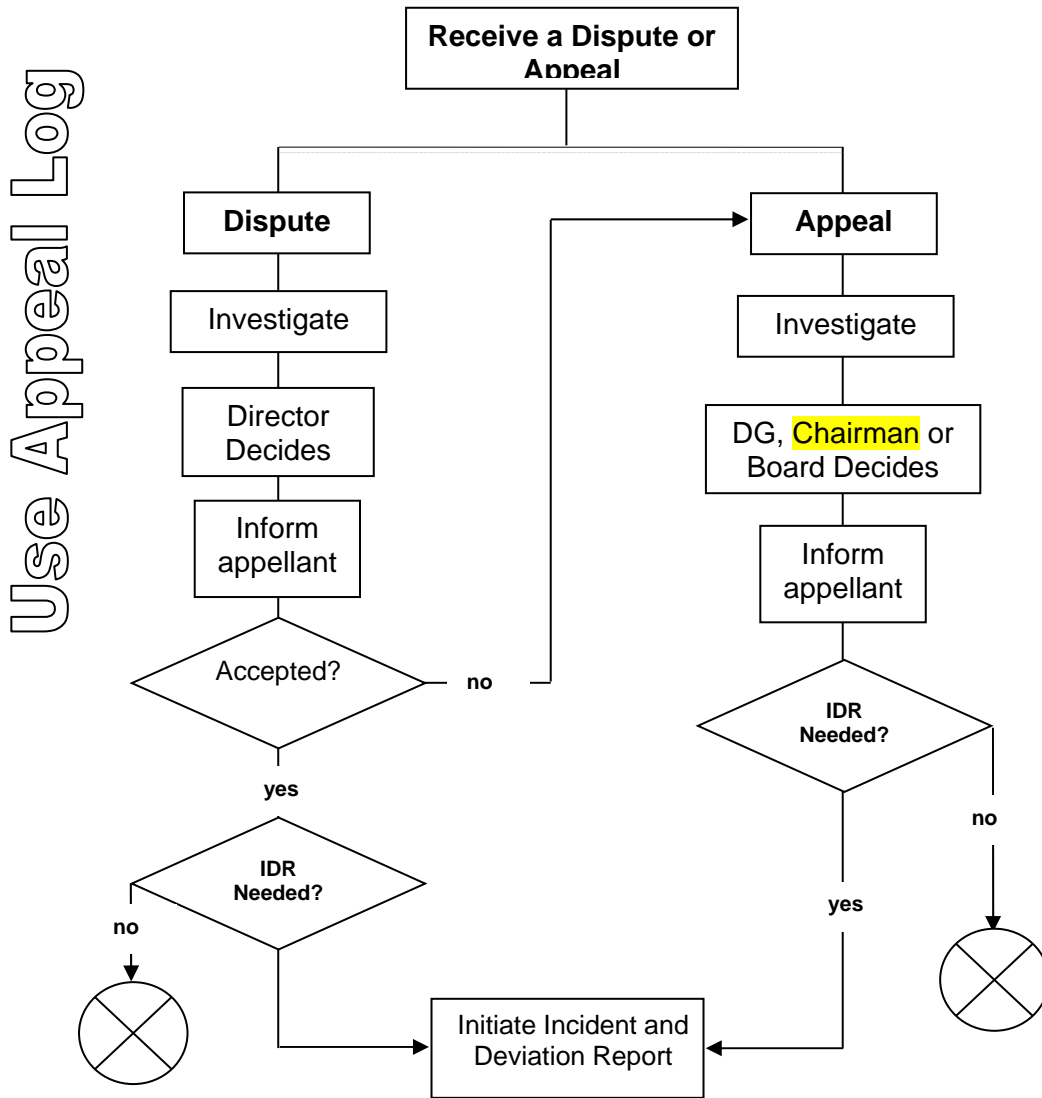 Receive a Dispute or
Appeal
Use Appeal Log
Dispute
Appeal
Investigate
Investigate
Director
Decides
DG, Chairman or
Board Decides
Inform
appellant
Inform
appellant
Accepted?
no
IDR
Needed?
yes
no
IDR
Needed?
yes
no
Initiate Incident and
Deviation Report